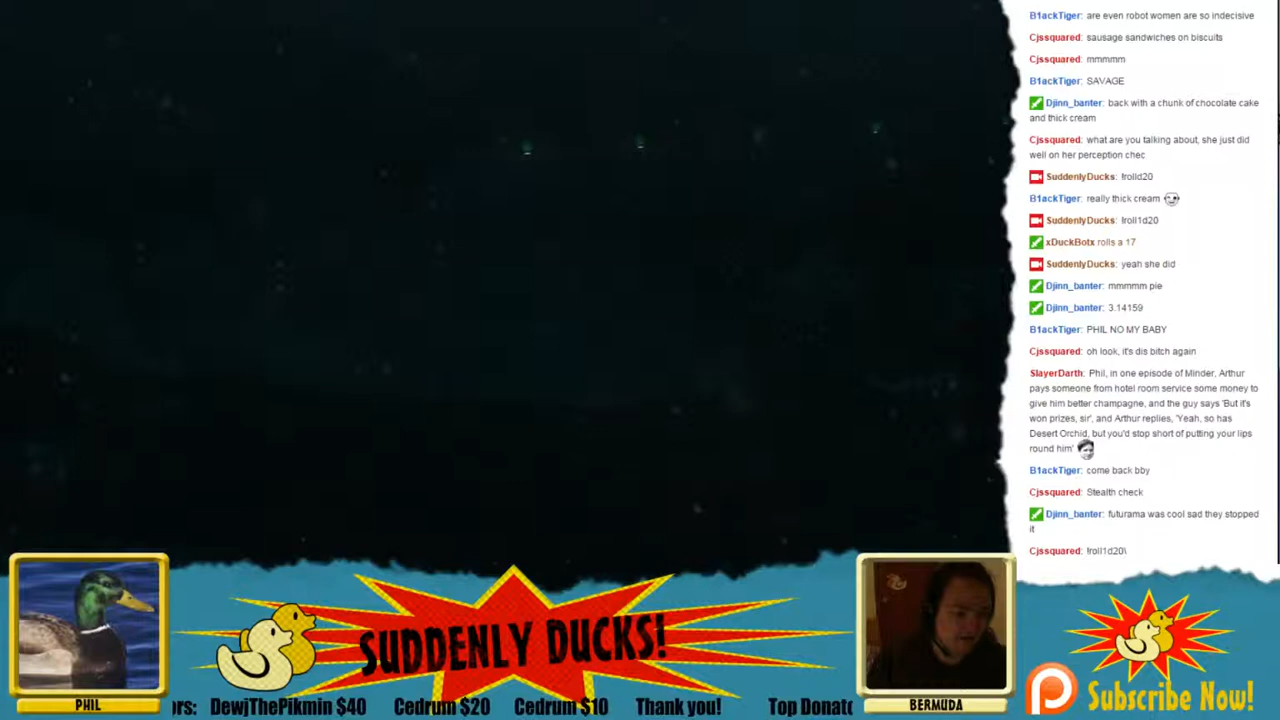 B1ackTiger: are even robot women are so indecisive
Cjssquared: sausage sandwiches on biscuits
Cjssquared: mmmmm
B1ackTiger: SAVAGE
Djinn_banter: back with a chunk of chocolate cake
and thick cream
Cjssquared: what are you talking about, she just did
well on her perception chec
SuddenlyDucks: !rolld20
B1ackTiger: really thick cream
SuddenlyDucks: !roll1d20
xDuckBotx rolls a 17
SuddenlyDucks: yeah she did
Djinn_banter: mmmmm pie
Djinn_banter: 3.14159
B1ackTiger: PHIL NO MY BABY
Cjssquared: oh look, it's dis bitch again
SlayerDarth: Phil, in one episode of Minder, Arthur
pays someone from hotel room service some money to
give him better champagne, and the guy says 'But it's
won prizes, sir', and Arthur replies, 'Yeah, so has
Desert Orchid, but you'd stop short of putting your lips
round him'
B1ackTiger: come back bby
Cjssquared: Stealth check
Djinn_banter: futurama was cool sad they stopped
it
Cjssquared: !roll1d20\
SUDDENLY DUCKS!
PHIL
rs: DewjThePikmin $40 Cedrum $20 Cedrum $10 Thank you! Top Donato
BERMUDA
Subscribe Now!